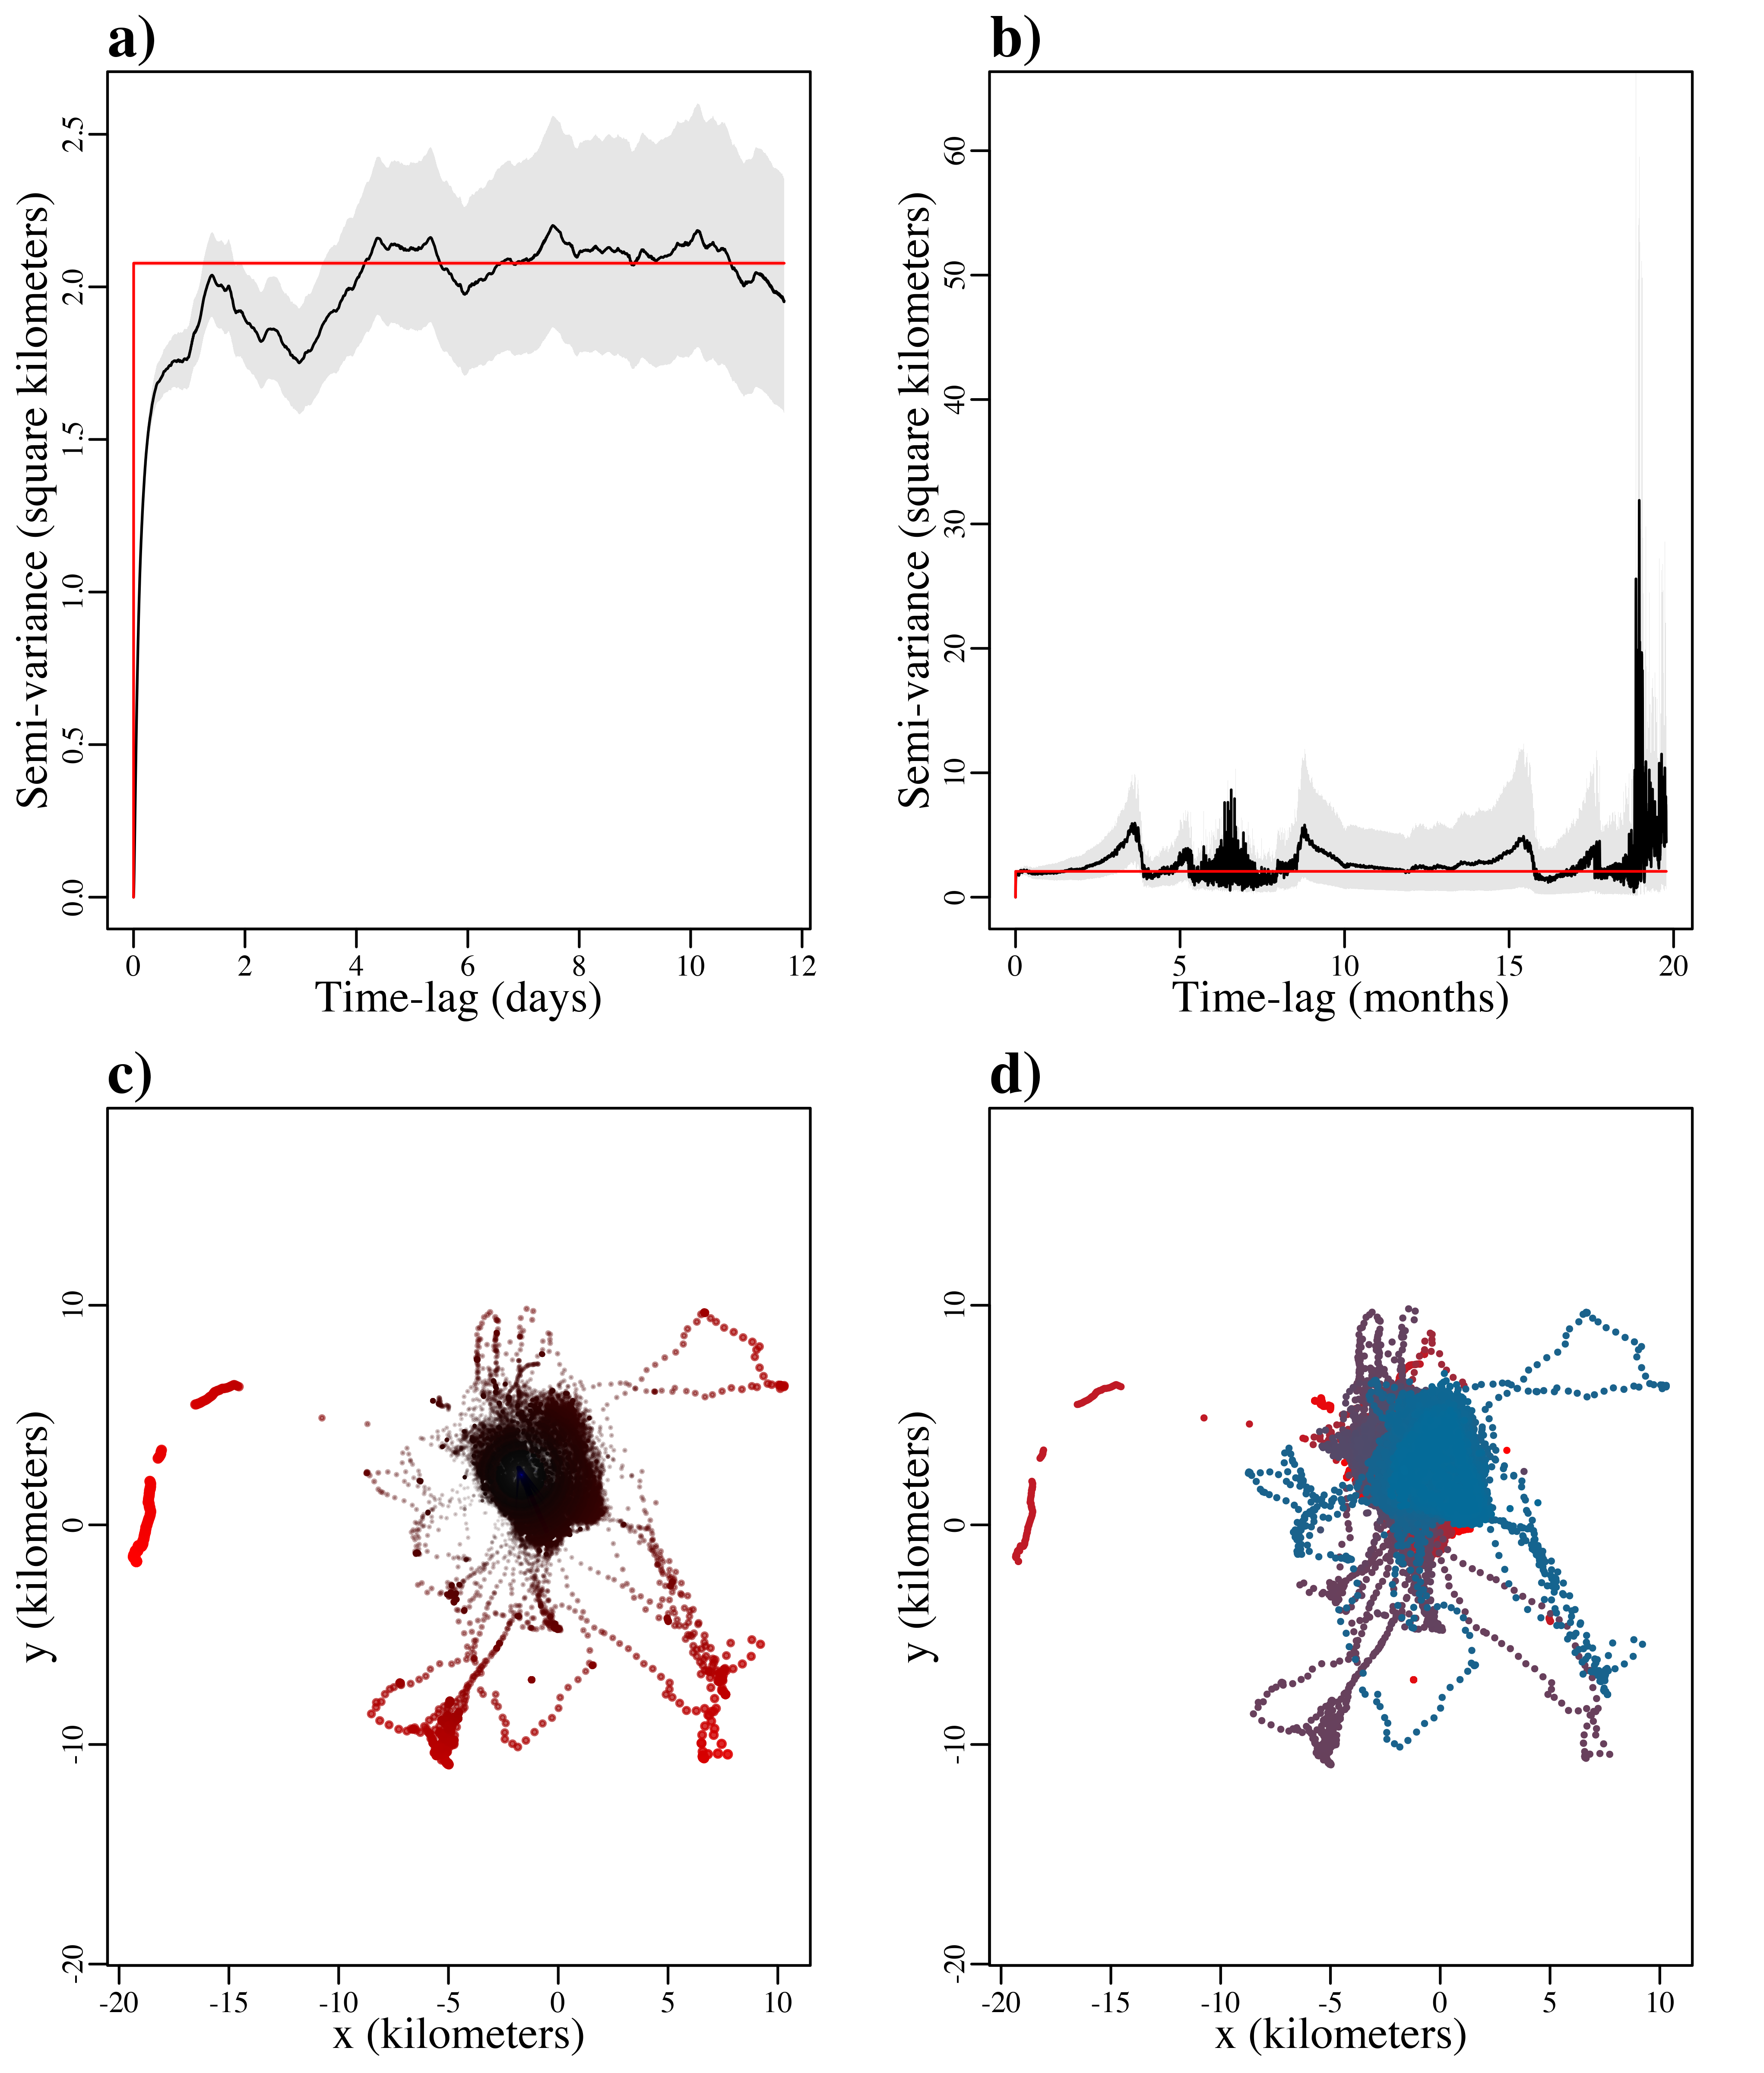 a)
Semi-variance (square kilometers)
0.0 0.5 1.0 1.5 2.0 2.5
0 2 4 6 8 10 12
Time-lag (days)
b)
Semi-variance (square kilometers)
0 10 20 30 40 50 60
0 5 10 15 20
Time-lag (months)
c)
y (kilometers)
-20 -10 0 10
-20 -15 -10 -5 0 5 10
x (kilometers)
d)
y (kilometers)
-20 -10 0 10
-20 -15 -10 -5 0 5 10
x (kilometers)